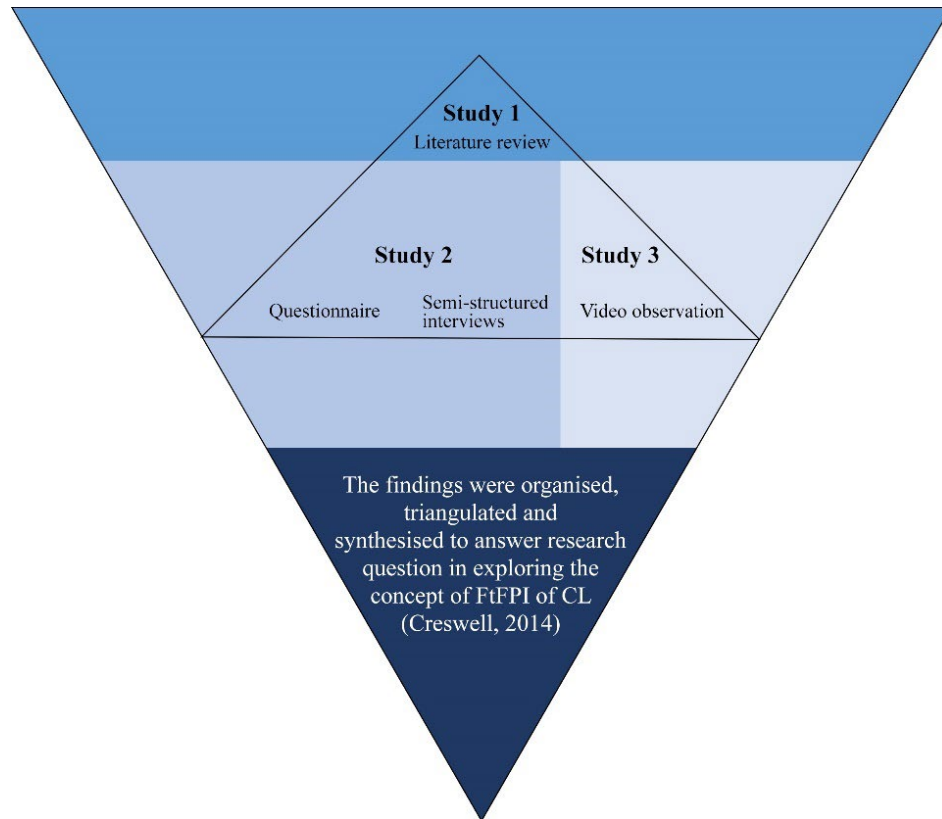 Study 1
Literature review
Study 2
Study 3
Questionnaire
Semi-structured
interviews
Video observation
The findings were organised,
triangulated and
synthesised to answer research
question in exploring the
concept of FtFPI of CL
(Creswell, 2014)